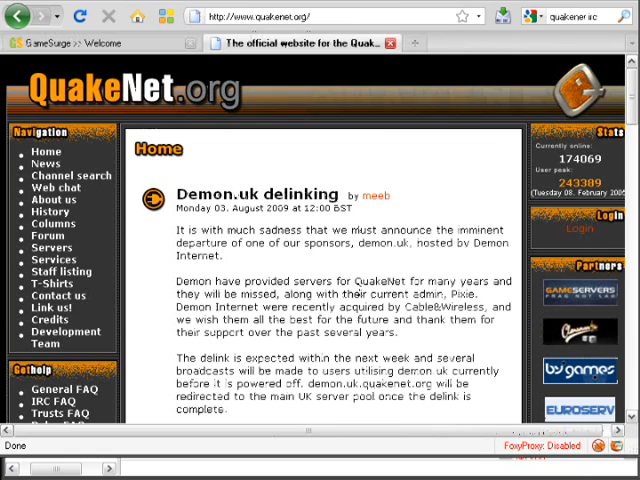 http://www.quakenet.org/
quakenet irc
GameSurge :: Welcome
The official website for the Quak...
QuakeNet.org
Navigation
Home
News
Channel search
Web chat
About us
History
Columns
Forum
Servers
Services
Staff listing
T-Shirts
Contact us
Link us!
Credits
Development
Team
Gethelp
General FAQ
IRC FAQ
Trusts FAQ
Home
Demon.uk delinking by meeb
Monday 03. August 2009 at 12:00 BST
It is with much sadness that we must announce the imminent
departure of one of our sponsors, demon.uk, hosted by Demon
Internet.
Demon have provided servers for QuakeNet for many years and
they will be missed, along with their current admin, Pixie.
Demon Internet were recently acquired by Cable&Wireless, and
we wish them all the best for the future and thank them for
their support over the past several years.
The delink is expected within the next week and several
broadcasts will be made to users utilising demon.uk currently
before it is powered off. demon.uk.quakenet.org will be
redirected to the main UK server pool once the delink is
complete.
Stats
Currently online:
174069
User peak:
243389
(Tuesday 08. February 2005
Login
Login
Partners
GAMESERVERS
FRAG NOT LAG
bygames
EUROSERV
Done
FoxyProxy: Disabled